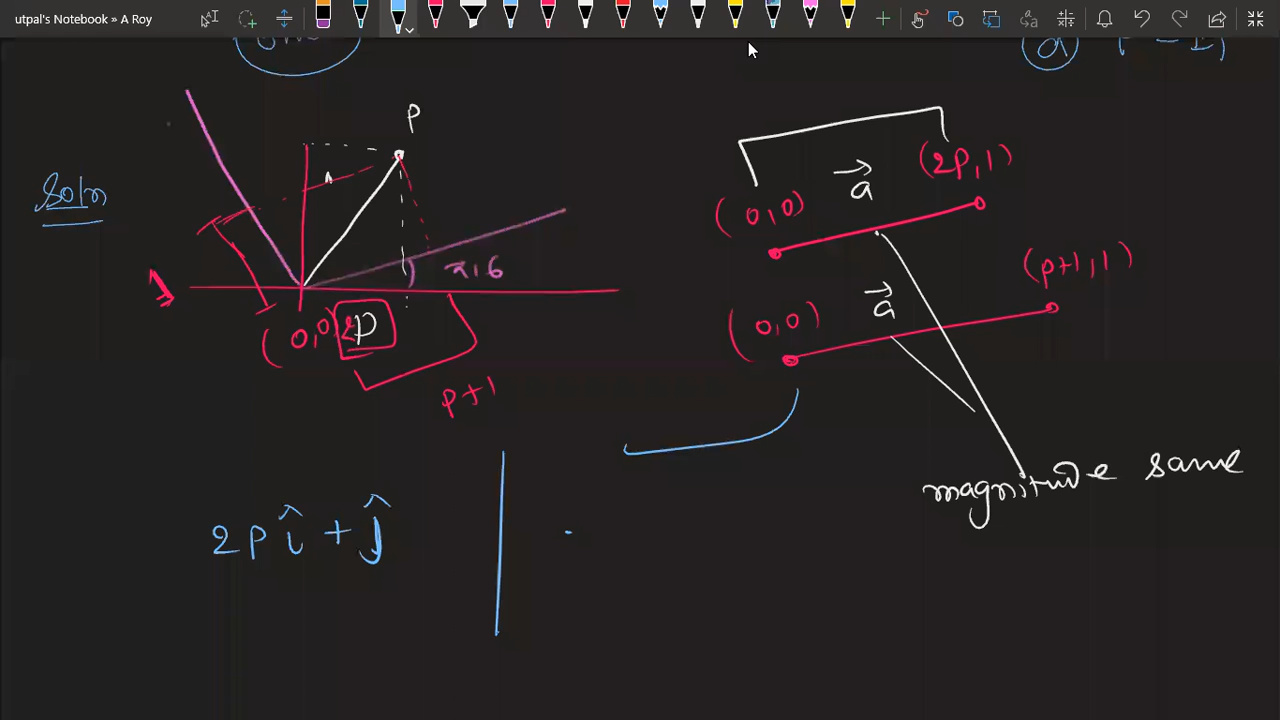 utpal's Notebook » A Roy
P
Soln
(0,0)
a
(2P,1)
π/6
(0,0)
2p
p+1
(0,0)
a
(p+1,1)
magnitude same
2p î + ĵ